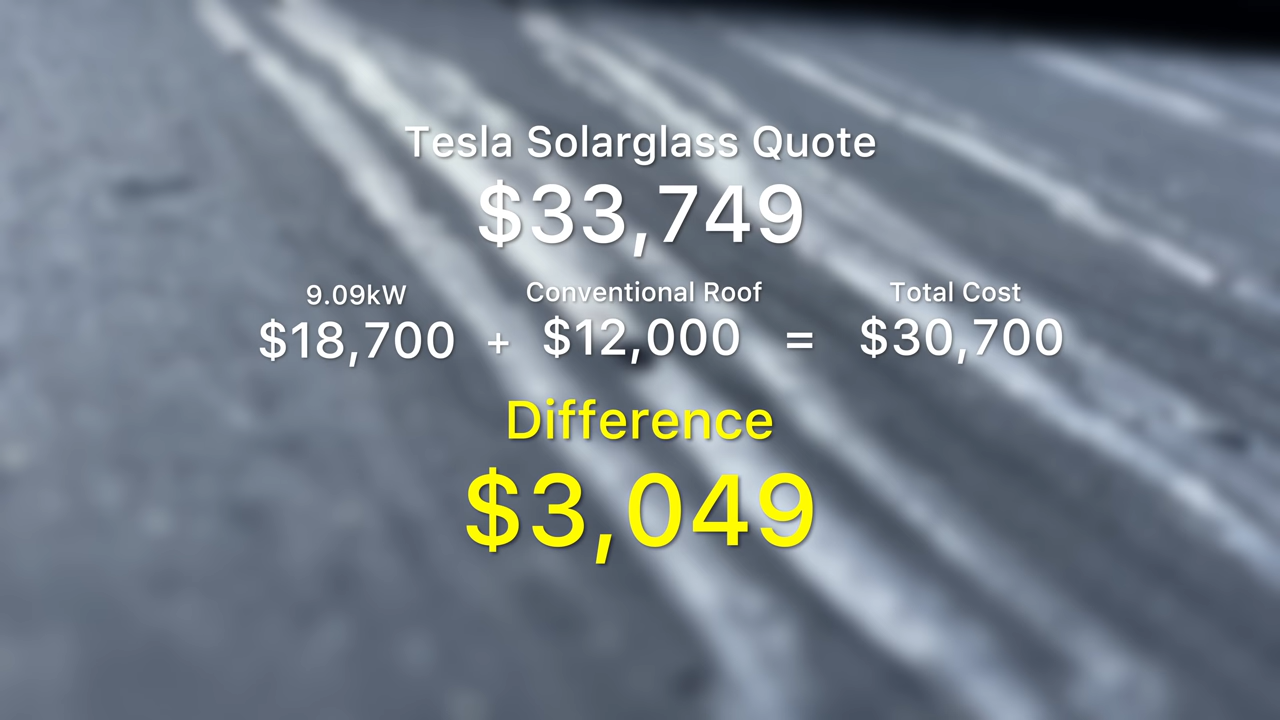 Tesla Solarglass Quote
$33,749
9.09kW Conventional Roof Total Cost
$18,700 + $12,000 = $30,700
Difference
$3,049